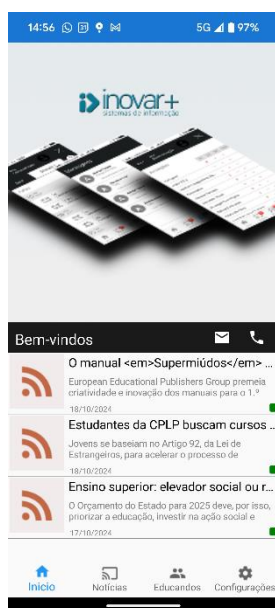 14:56 31 5G 97%
inovar+
sistemas de informação
Bem-vindos
O manual <em>Supermiúdos</em> ...
European Educational Publishers Group premeia
criatividade e inovação dos manuais para o 1.º
18/10/2024
Estudantes da CPLP buscam cursos ...
Jovens se baseiam no Artigo 92, da Lei de
Estrangeiros, para acelerar o processo de
18/10/2024
Ensino superior: elevador social ou r...
O Orçamento do Estado para 2025 deve, por isso,
priorizar a educação, investir na ação social e
17/10/2024
Início Notícias Educandos Configurações